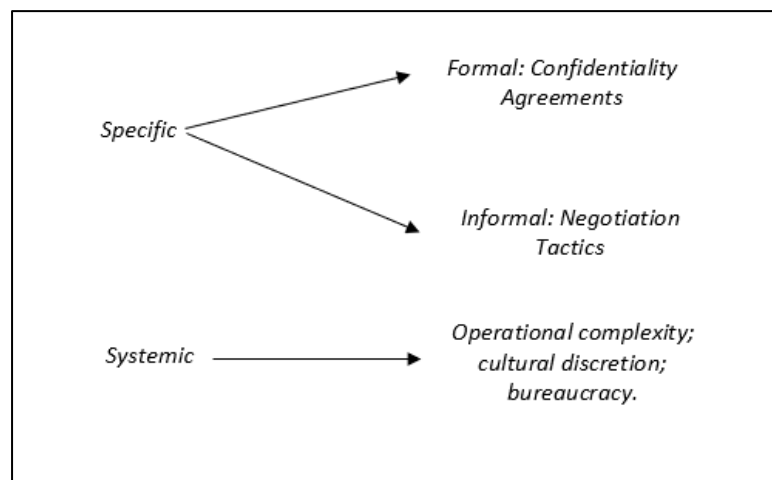 Formal: Confidentiality
Agreements
Specific
Informal: Negotiation
Tactics
Operational complexity;
Systemic
cultural discretion;
bureaucracy.